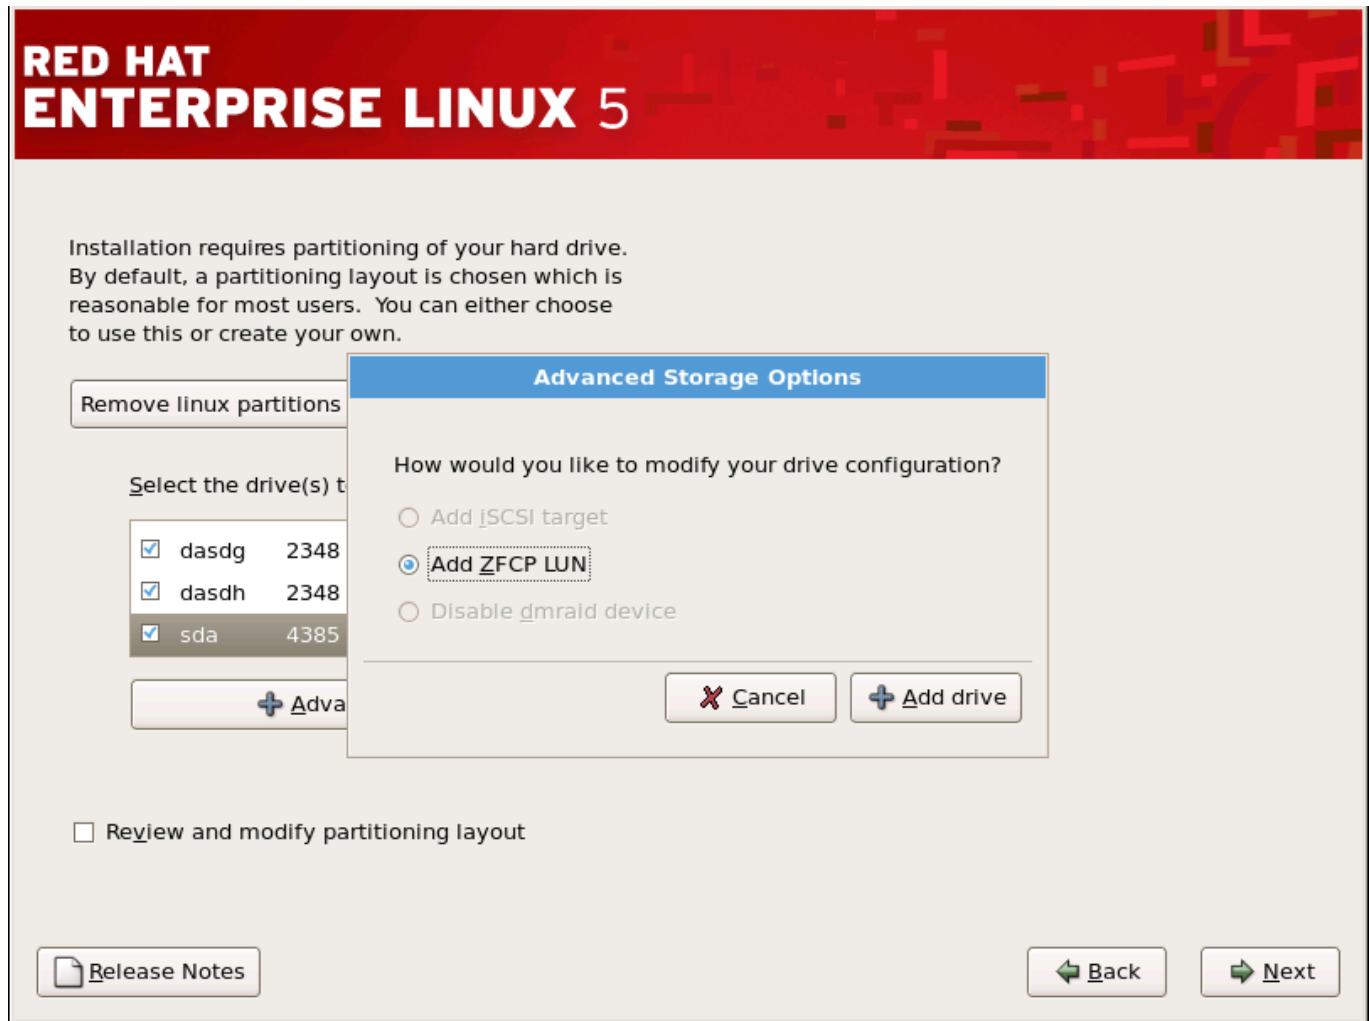 RED HAT
ENTERPRISE LINUX 5
Installation requires partitioning of your hard drive.
By default, a partitioning layout is chosen which is
reasonable for most users.  You can either choose
to use this or create your own.
Remove linux partitions
Advanced Storage Options
How would you like to modify your drive configuration?
Add iSCSI target
Add ZFCP LUN
Disable dmraid device
Cancel
Add drive
Select the drive(s) t
dasdg 2348
dasdh 2348
sda 4385
Adva
Review and modify partitioning layout
Release Notes
Back
Next